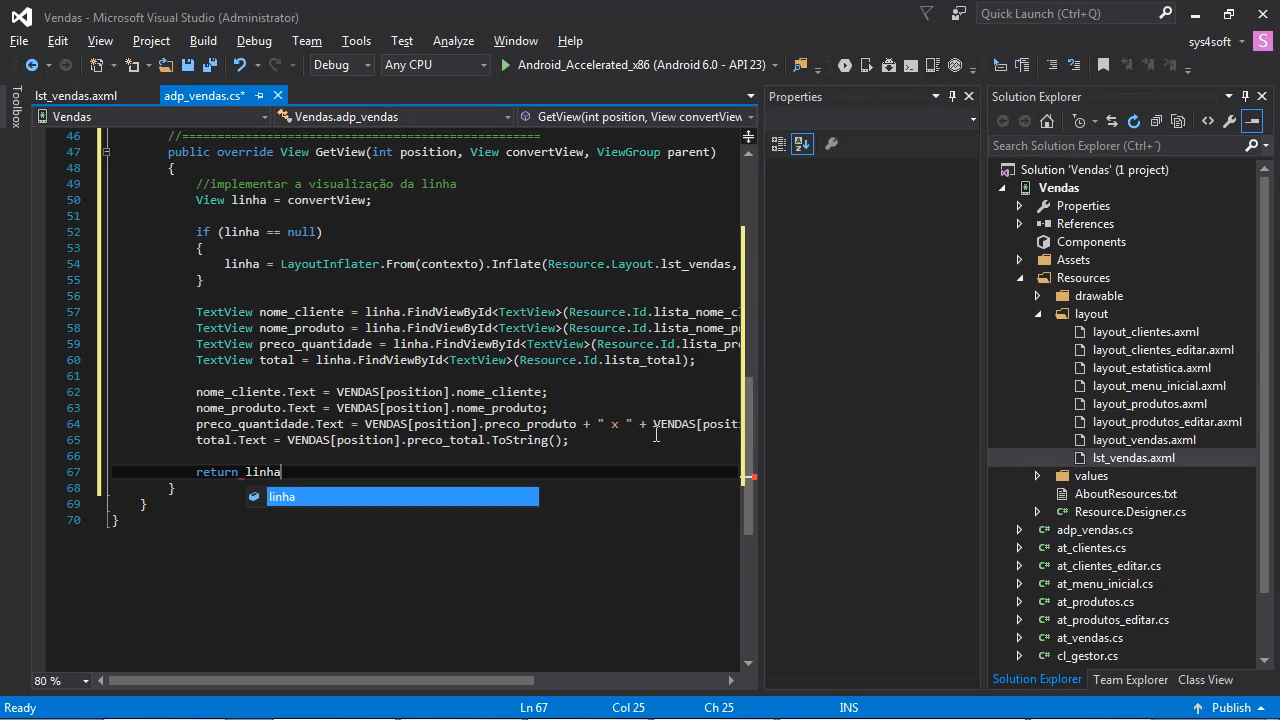 Vendas - Microsoft Visual Studio (Administrator)
Quick Launch (Ctrl+Q)
File Edit View Project Build Debug Team Tools Test Analyze Window Help
sys4soft
S
Debug Any CPU Android_Accelerated_x86 (Android 6.0 - API 23)
Toolbox
lst_vendas.axml adp_vendas.cs*
Vendas Vendas.adp_vendas GetView(int position, View convertView
46 //===================================================
47 public override View GetView(int position, View convertView, ViewGroup parent)
48 {
49 //implementar a visualização da linha
50 View linha = convertView;
51
52 if (linha == null)
53 {
54 linha = LayoutInflater.From(contexto).Inflate(Resource.Layout.lst_vendas,
55 }
56
57 TextView nome_cliente = linha.FindViewById<TextView>(Resource.Id.lista_nome_cl
58 TextView nome_produto = linha.FindViewById<TextView>(Resource.Id.lista_nome_pr
59 TextView preco_quantidade = linha.FindViewById<TextView>(Resource.Id.lista_pre
60 TextView total = linha.FindViewById<TextView>(Resource.Id.lista_total);
61
62 nome_cliente.Text = VENDAS[position].nome_cliente;
63 nome_produto.Text = VENDAS[position].nome_produto;
64 preco_quantidade.Text = VENDAS[position].preco_produto + " x " + VENDAS[positi
65 total.Text = VENDAS[position].preco_total.ToString();
66
67 return linha
68 }
69 }
70 }
linha
80 %
Properties
Solution Explorer
Search Solution Explorer (Ctrl+´)
Solution 'Vendas' (1 project)
Vendas
Properties
References
Components
Assets
Resources
drawable
layout
layout_clientes.axml
layout_clientes_editar.axml
layout_estatistica.axml
layout_menu_inicial.axml
layout_produtos.axml
layout_produtos_editar.axml
layout_vendas.axml
lst_vendas.axml
values
AboutResources.txt
Resource.Designer.cs
adp_vendas.cs
at_clientes.cs
at_clientes_editar.cs
at_menu_inicial.cs
at_produtos.cs
at_produtos_editar.cs
at_vendas.cs
cl_gestor.cs
Solution Explorer Team Explorer Class View
Ready Ln 67 Col 25 Ch 25 INS Publish